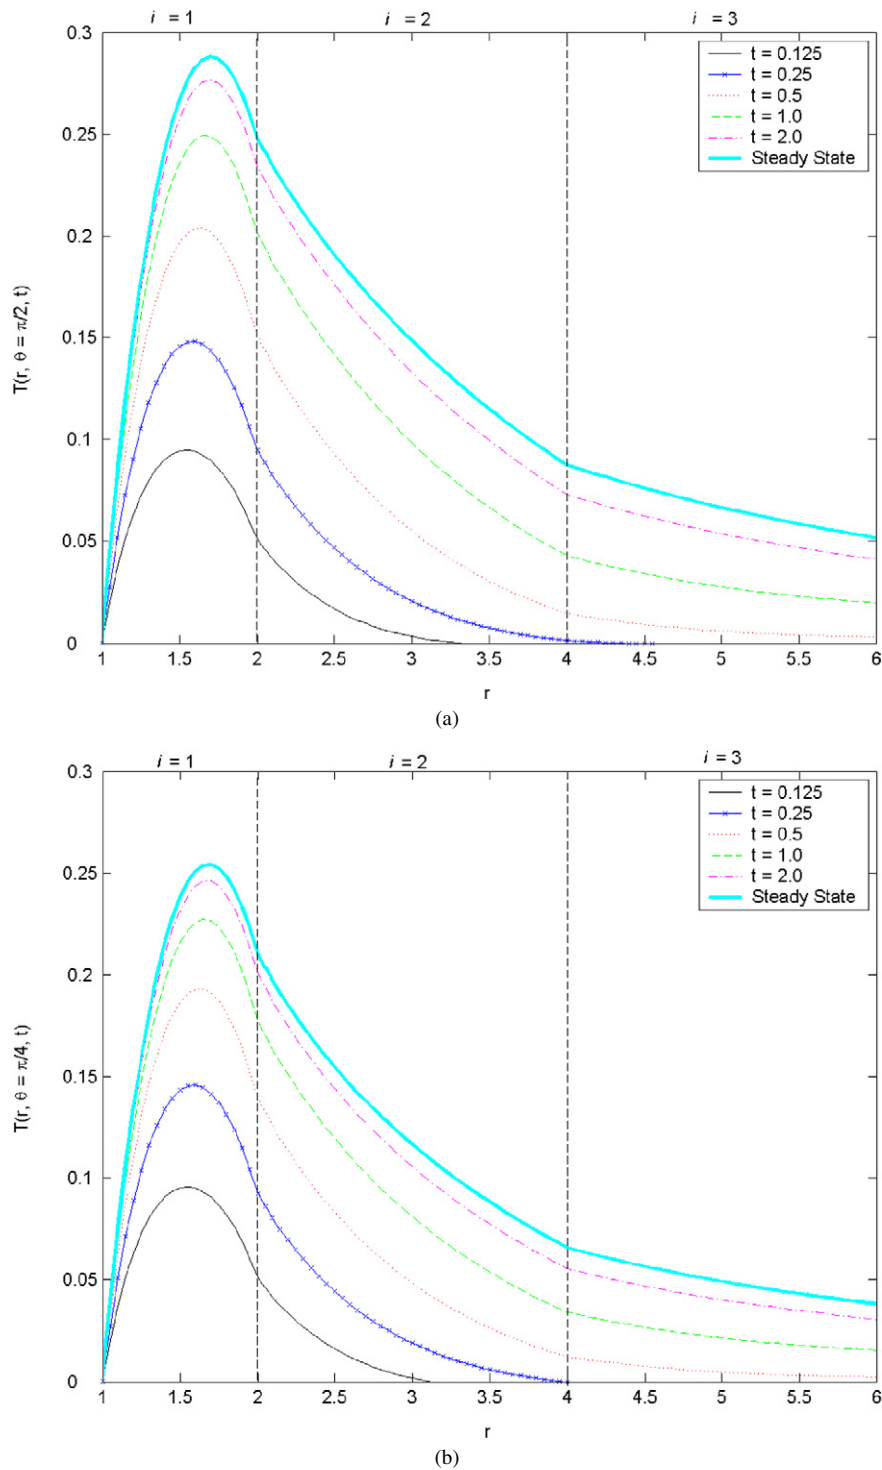 i = 1 i = 2 i = 3
0.3
0.25
0.2
0.15
0.1
0.05
0
T(r, θ = π/2, t)
t = 0.125
t = 0.25
t = 0.5
t = 1.0
t = 2.0
Steady State
1 1.5 2 2.5 3 3.5 4 4.5 5 5.5 6
r
(a)
i = 1 i = 2 i = 3
0.3
0.25
0.2
0.15
0.1
0.05
0
T(r, θ = π/4, t)
t = 0.125
t = 0.25
t = 0.5
t = 1.0
t = 2.0
Steady State
1 1.5 2 2.5 3 3.5 4 4.5 5 5.5 6
r
(b)